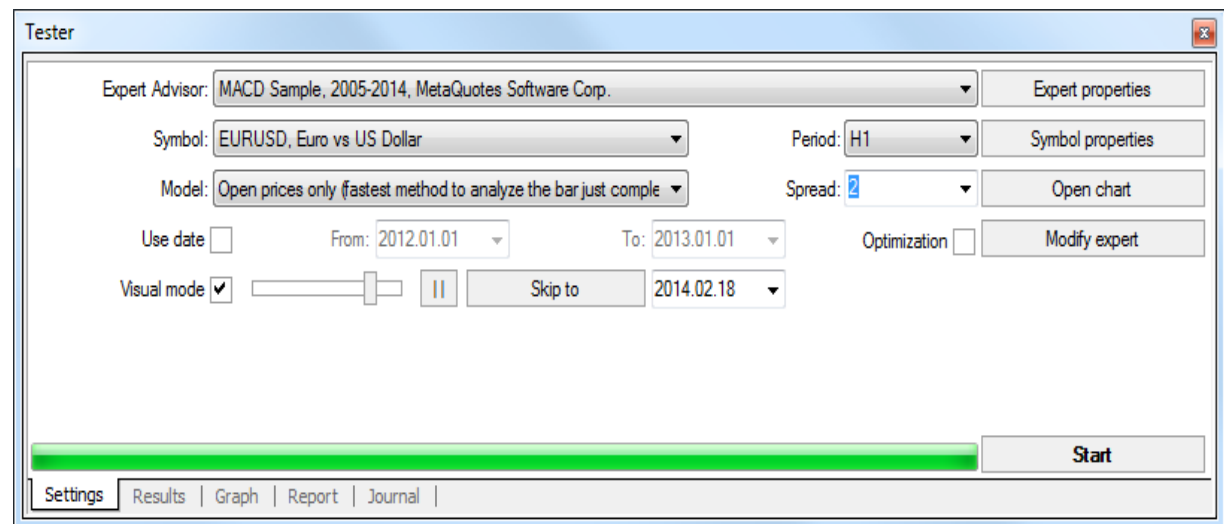 Tester
Expert Advisor: MACD Sample, 2005-2014, MetaQuotes Software Corp. Expert properties
Symbol: EURUSD, Euro vs US Dollar Period: H1 Symbol properties
Model: Open prices only (fastest method to analyze the bar just comple Spread: 2 Open chart
Use date From: 2012.01.01 To: 2013.01.01 Optimization Modify expert
Visual mode Skip to 2014.02.18
Start
Settings Results | Graph | Report | Journal |